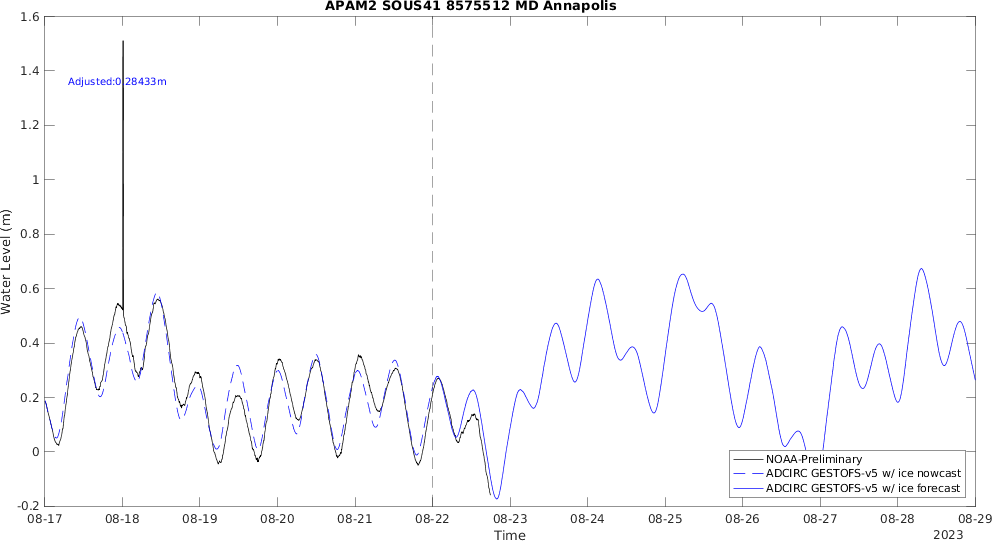 APAM2 SOUS41 8575512 MD Annapolis
1.6
1.4
1.2
1
0.8
0.6
0.4
0.2
0
-0.2
Water Level (m)
Adjusted:0.28433m
NOAA-Preliminary
ADCIRC GESTOFS-v5 w/ ice nowcast
ADCIRC GESTOFS-v5 w/ ice forecast
08-17 08-18 08-19 08-20 08-21 08-22 08-23 08-24 08-25 08-26 08-27 08-28 08-29
Time
2023